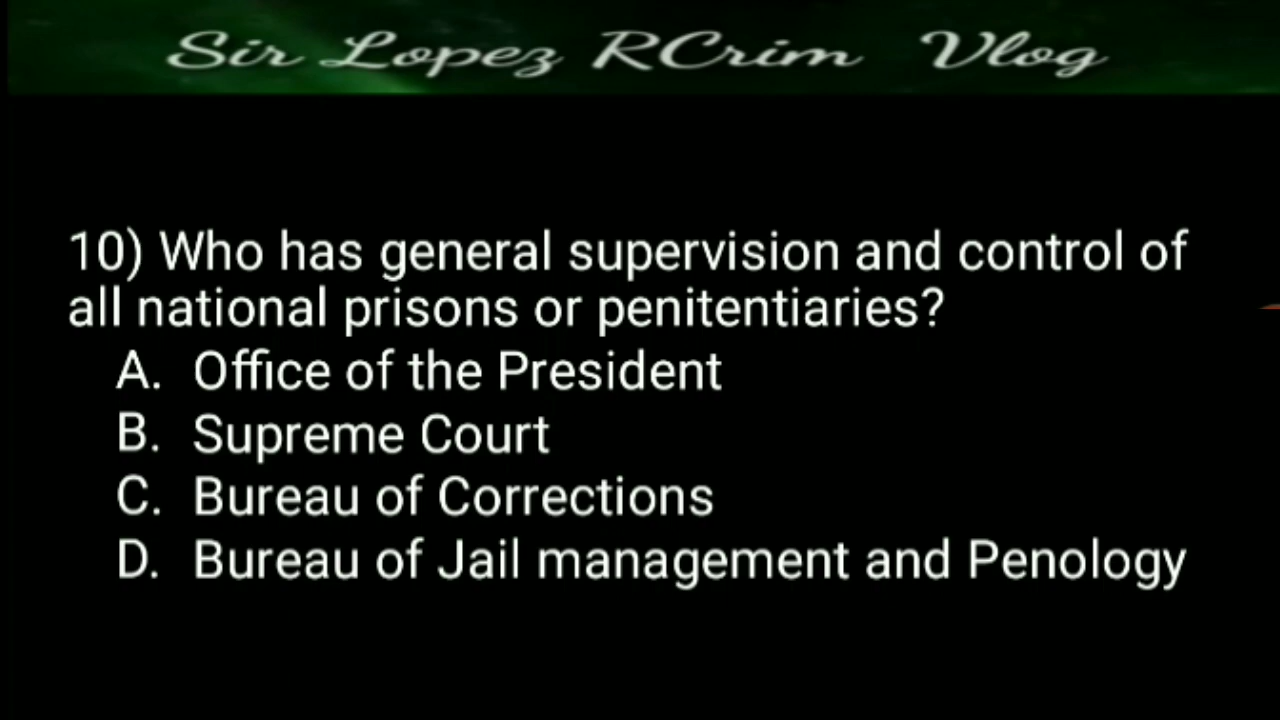 Sir Lopez RCrim Vlog
10) Who has general supervision and control of
all national prisons or penitentiaries?
A. Office of the President
B. Supreme Court
C. Bureau of Corrections
D. Bureau of Jail management and Penology